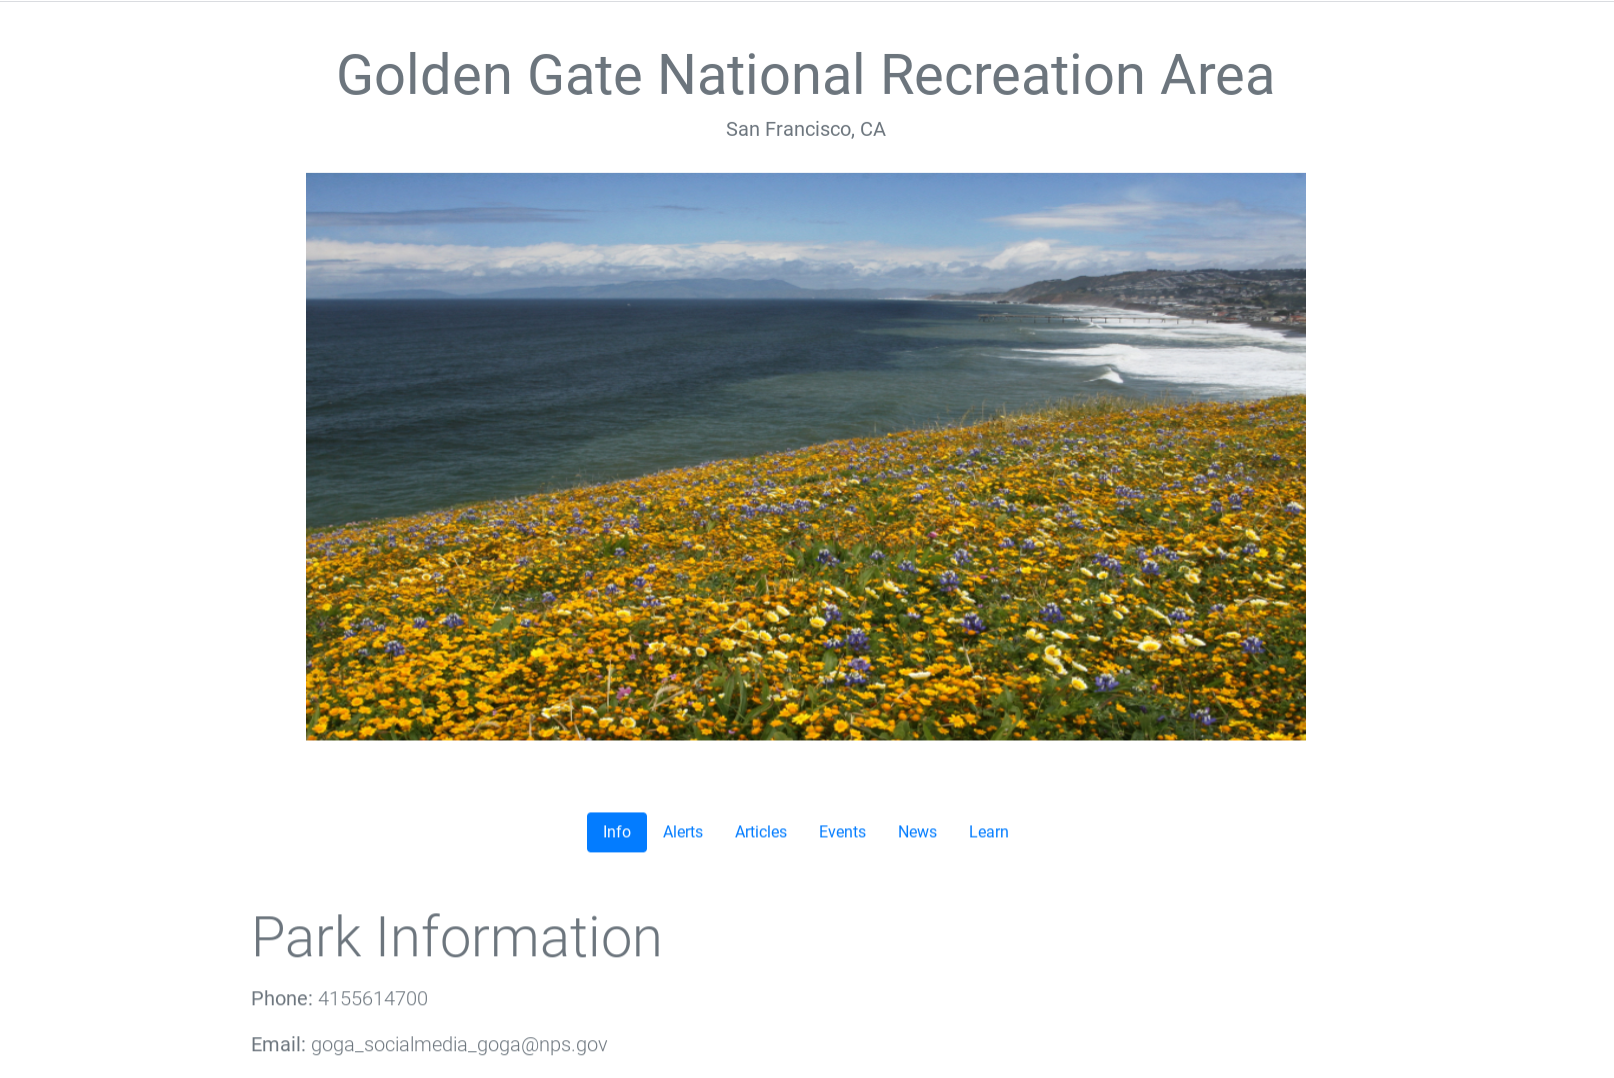 Golden Gate National Recreation Area
San Francisco, CA
Info Alerts Articles Events News Learn
Park Information
Phone: 4155614700
Email: goga_socialmedia_goga@nps.gov